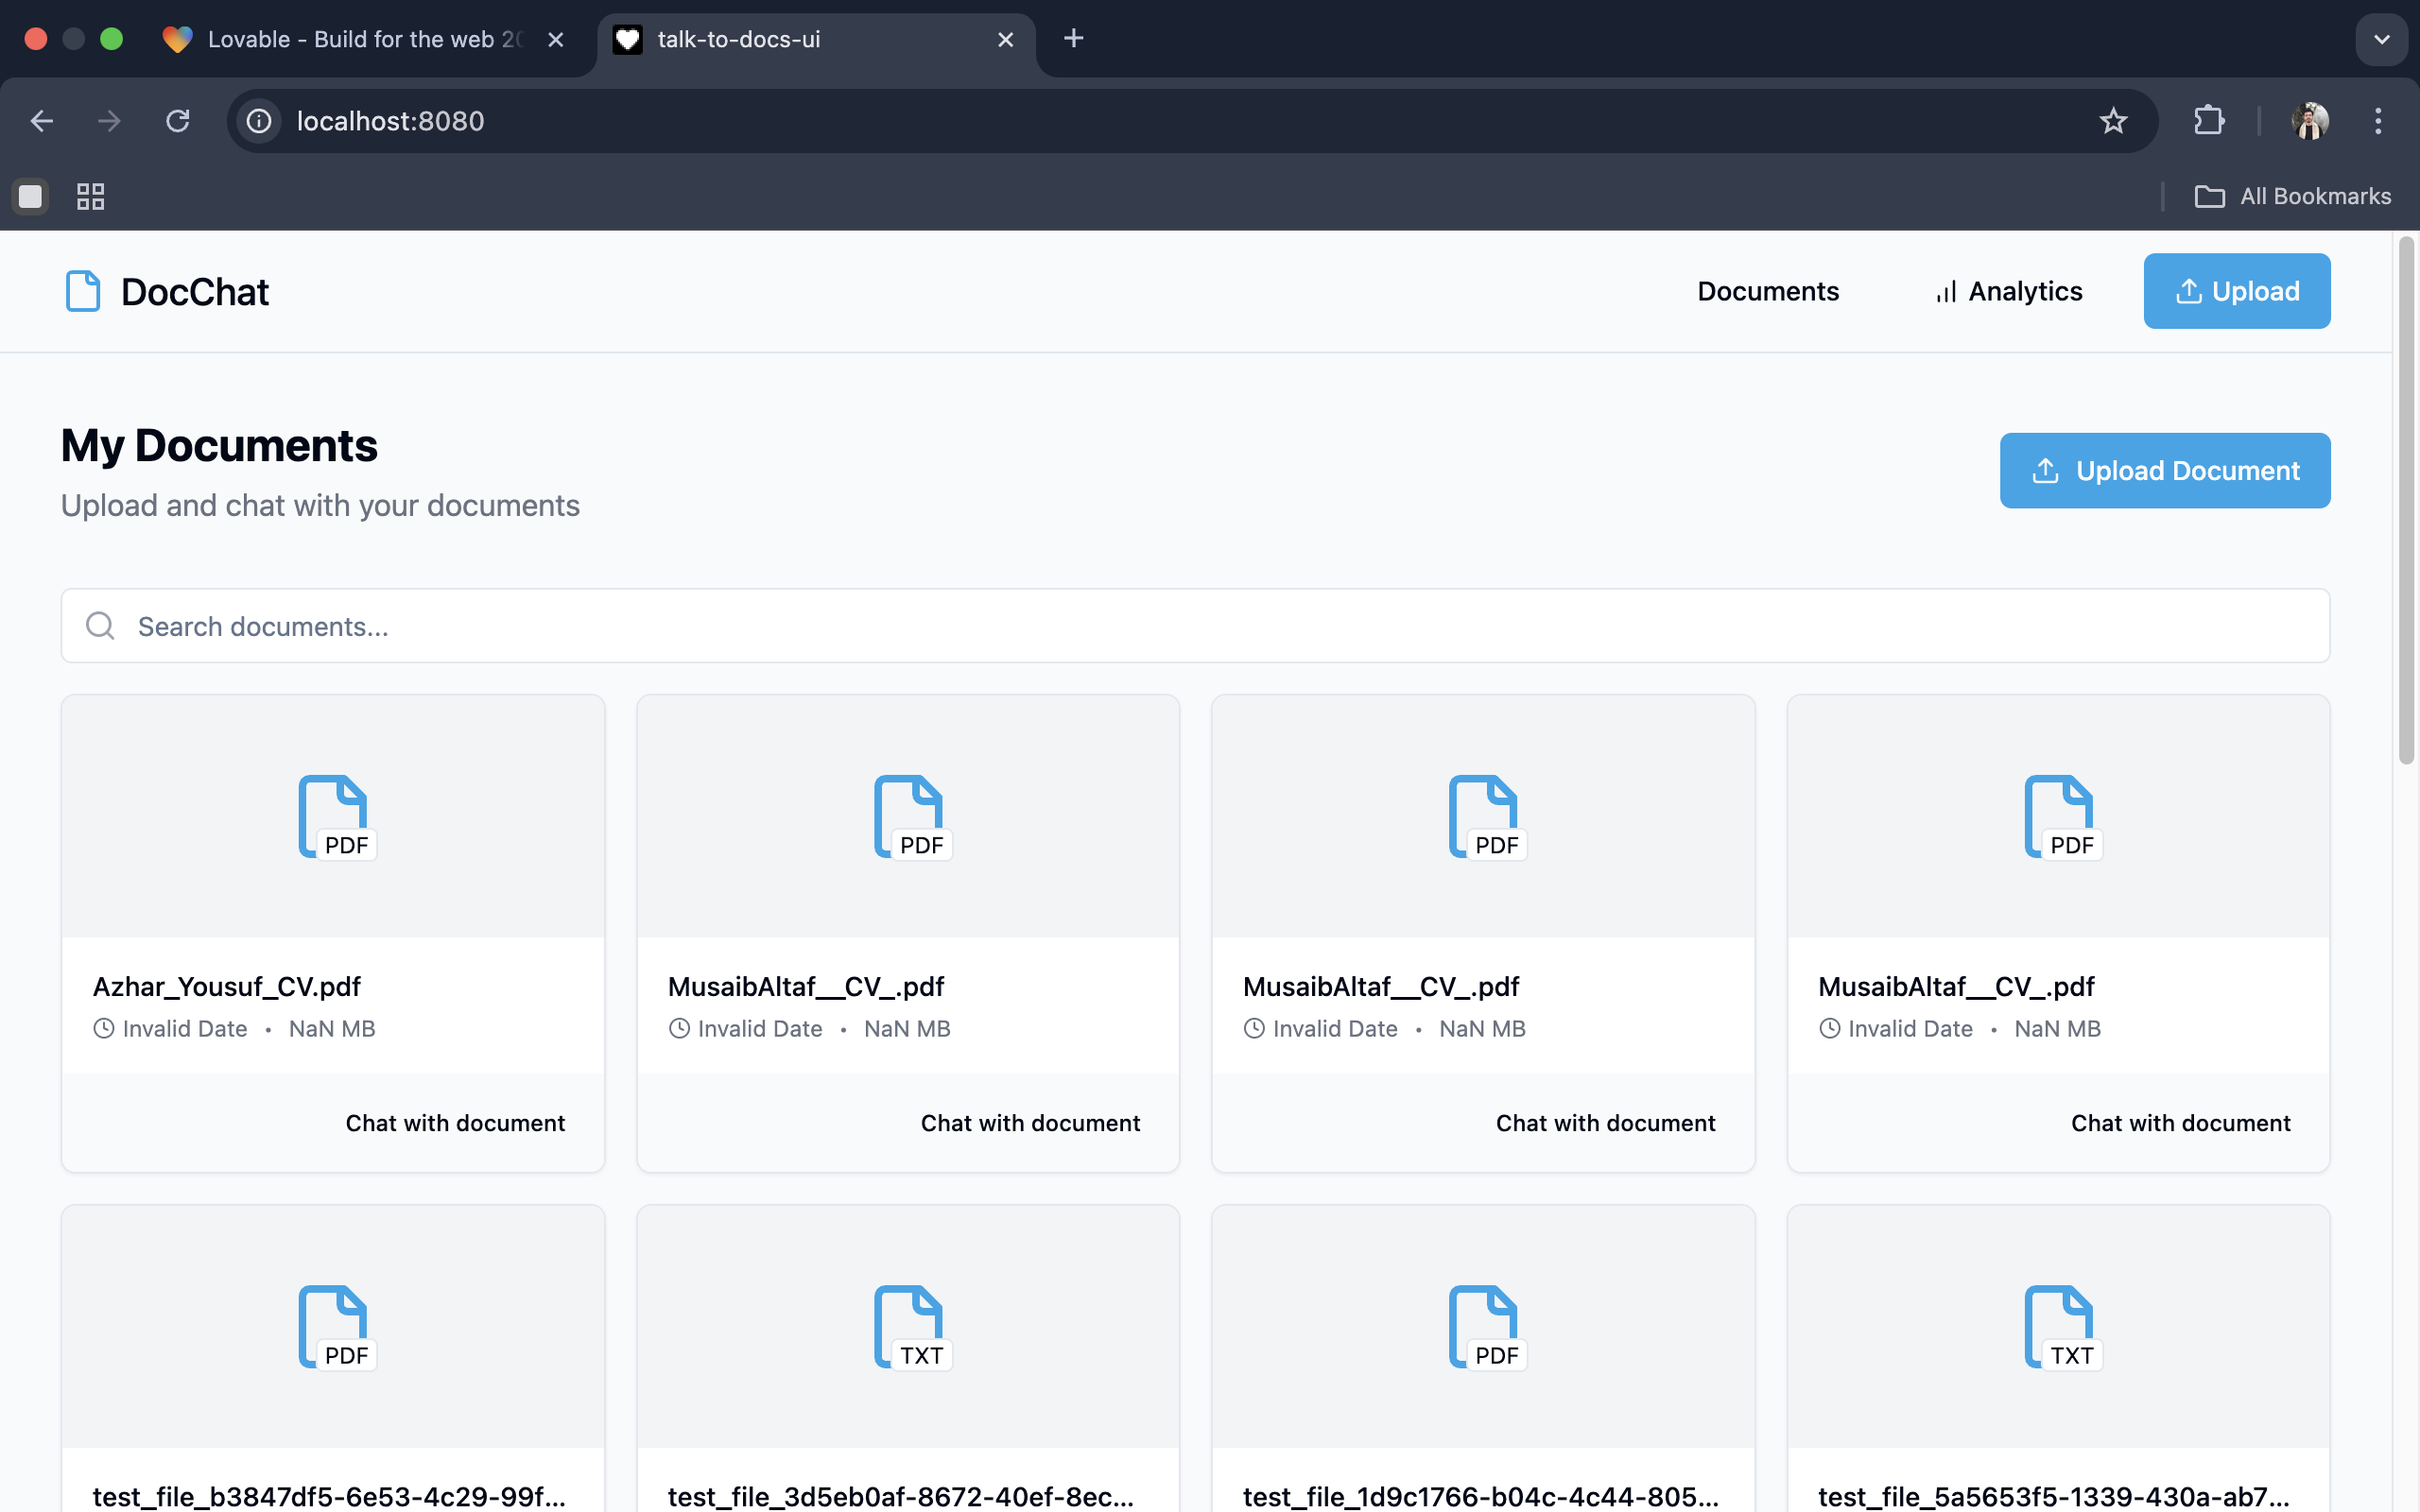 Lovable - Build for the web 20
talk-to-docs-ui
localhost:8080
All Bookmarks
DocChat
Documents
Analytics
Upload
My Documents
Upload and chat with your documents
Upload Document
Search documents...
PDF
PDF
PDF
PDF
Azhar_Yousuf_CV.pdf
MusaibAltaf__CV_.pdf
MusaibAltaf__CV_.pdf
MusaibAltaf__CV_.pdf
Invalid Date • NaN MB
Invalid Date • NaN MB
Invalid Date • NaN MB
Invalid Date • NaN MB
Chat with document
Chat with document
Chat with document
Chat with document
PDF
TXT
PDF
TXT
test_file_b3847df5-6e53-4c29-99f...
test_file_3d5eb0af-8672-40ef-8ec...
test_file_1d9c1766-b04c-4c44-805...
test_file_5a5653f5-1339-430a-ab7...